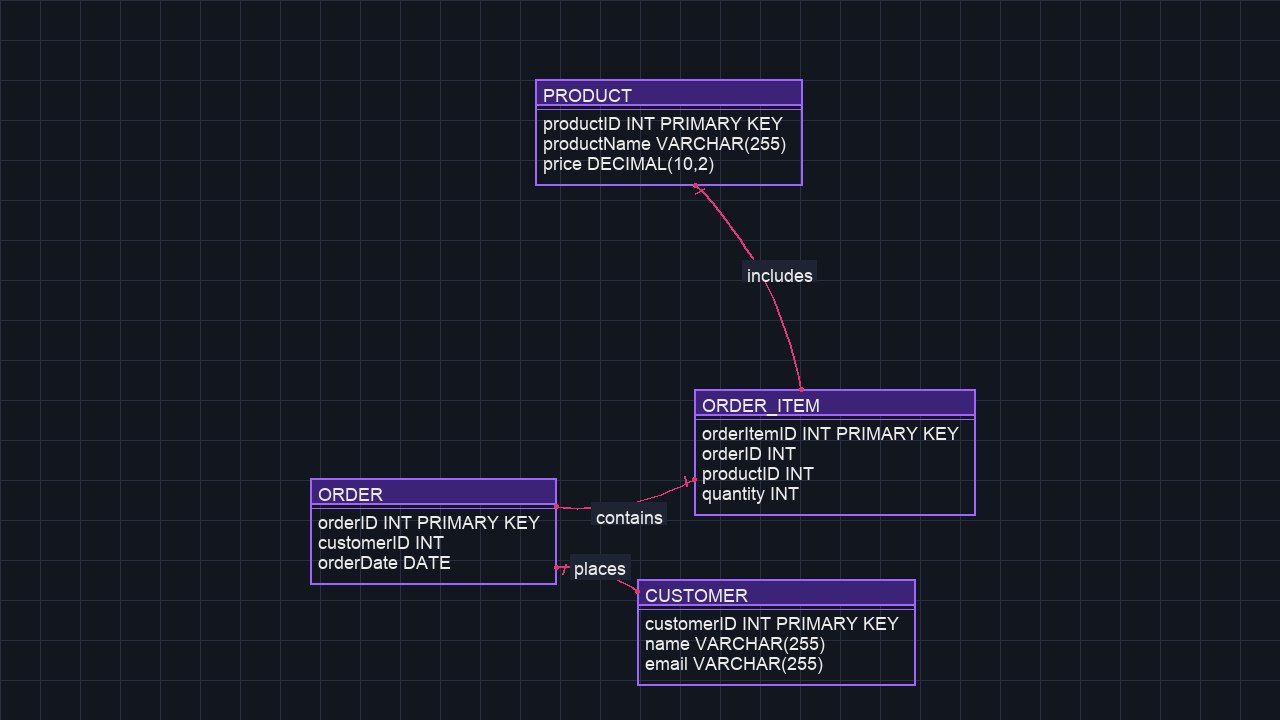 PRODUCT
productID INT PRIMARY KEY
productName VARCHAR(255)
price DECIMAL(10,2)
includes
ORDER_ITEM
orderItemID INT PRIMARY KEY
orderID INT
productID INT
quantity INT
ORDER
orderID INT PRIMARY KEY
customerID INT
orderDate DATE
contains
places
CUSTOMER
customerID INT PRIMARY KEY
name VARCHAR(255)
email VARCHAR(255)